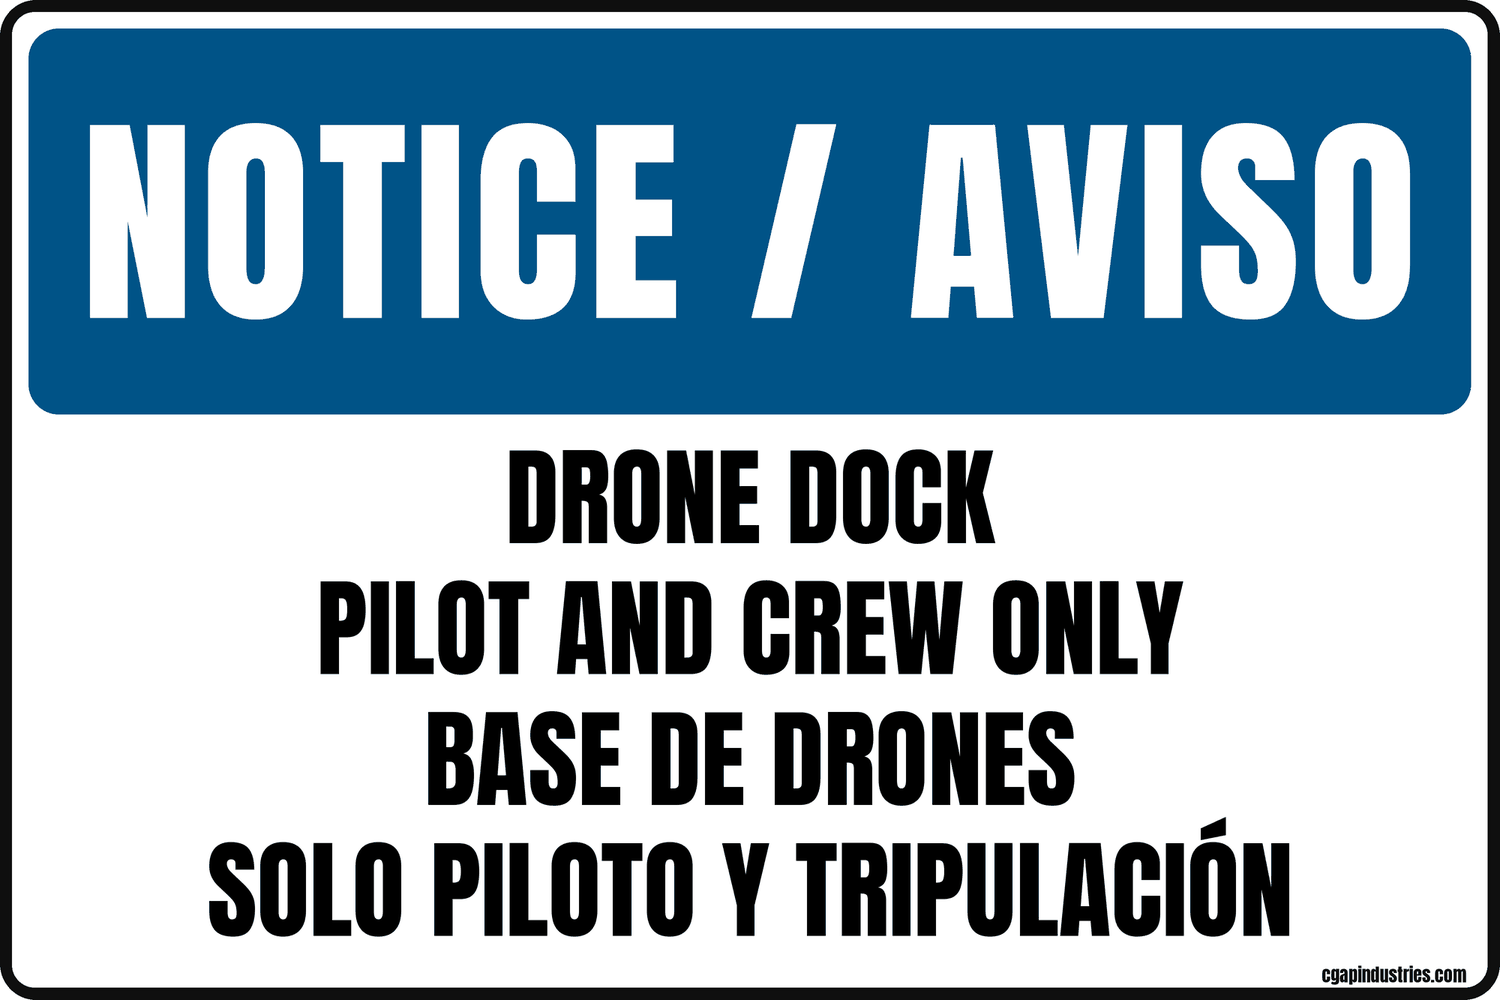 NOTICE / AVISO
DRONE DOCK
PILOT AND CREW ONLY
BASE DE DRONES
SOLO PILOTO Y TRIPULACIÓN
cgapindustries.com